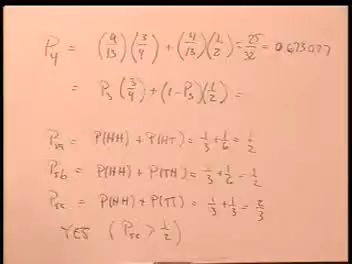 P4 = (9/13)(3/4) + (4/13)(1/2) = 25/32 = 0.673077
= P3 (3/4) + (1-P3)(1/2) =
P5a = P(HH) + P(HT) = 1/3 + 1/6 = 1/2
P5b = P(HH) + P(TH) = 1/3 + 1/6 = 1/2
P5c = P(HH) + P(TT) = 1/3 + 1/3 = 2/3
YES (P5c > 1/2)